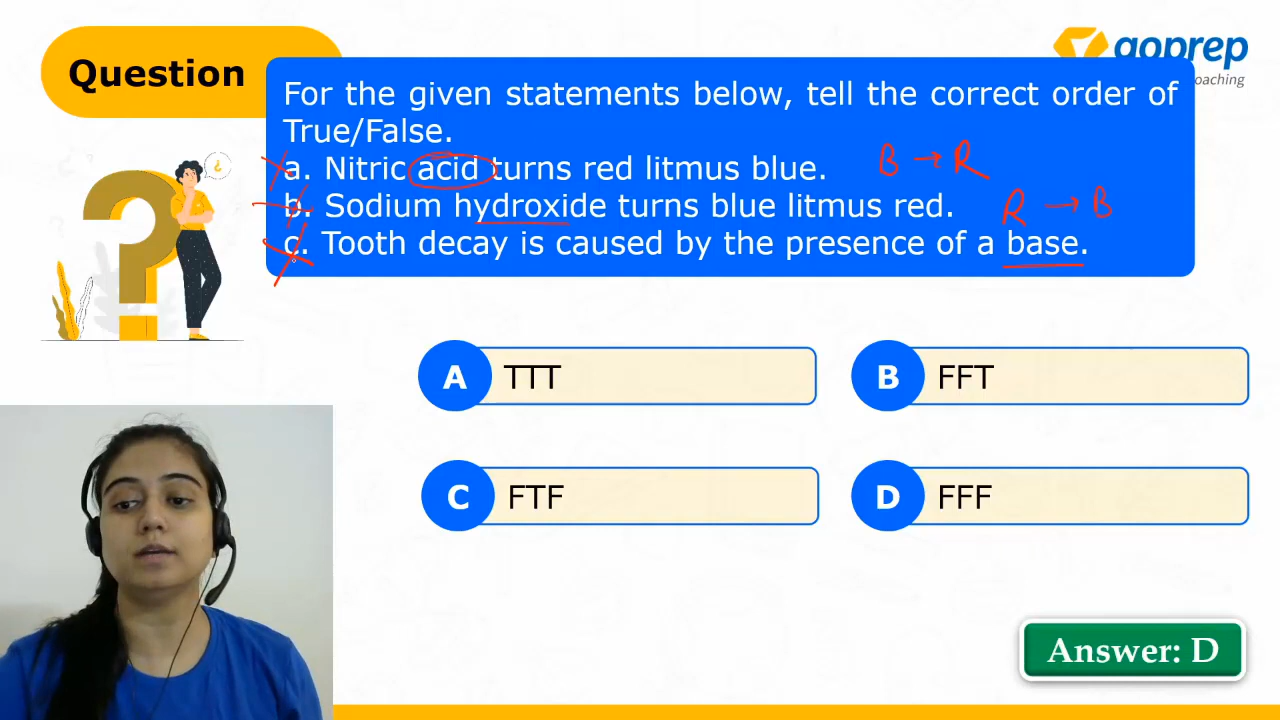 Question
goprep
oaching
For the given statements below, tell the correct order of
True/False.
a. Nitric acid turns red litmus blue. B → R
b. Sodium hydroxide turns blue litmus red. R → B
c. Tooth decay is caused by the presence of a base.
?
A TTT
B FFT
C FTF
D FFF
Answer: D